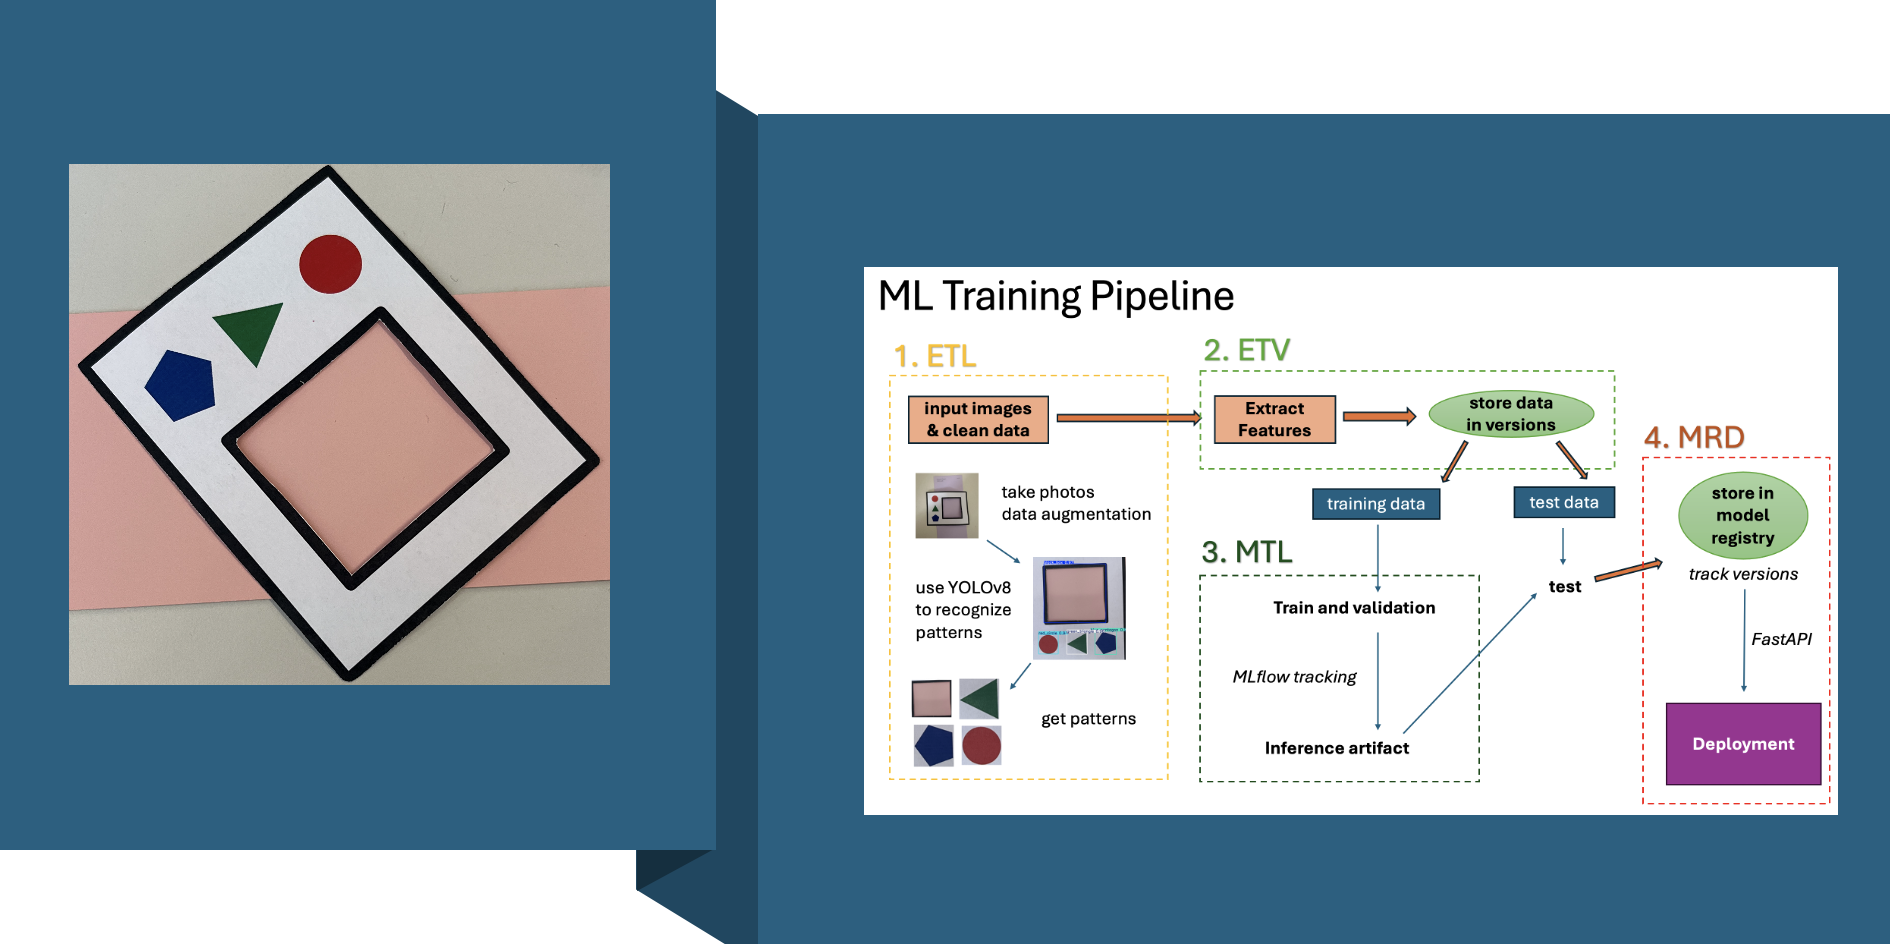 ML Training Pipeline
1. ETL
input images
& clean data
take photos
data augmentation
use YOLOv8
to recognize
patterns
get patterns
2. ETV
Extract
Features
store data
in versions
training data
test data
3. MTL
Train and validation
MLflow tracking
Inference artifact
test
4. MRD
store in
model
registry
track versions
FastAPI
Deployment